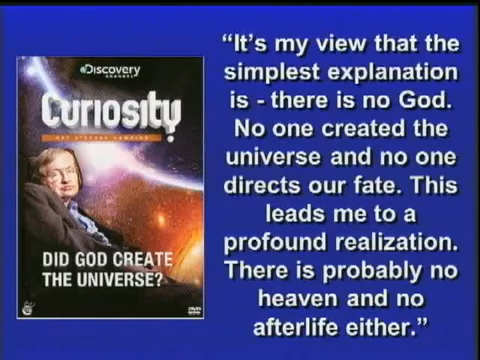 Discovery
CHANNEL
CURIOSITY
DID GOD CREATE
THE UNIVERSE?
DVD
“It’s my view that the
simplest explanation
is - there is no God.
No one created the
universe and no one
directs our fate. This
leads me to a
profound realization.
There is probably no
heaven and no
afterlife either.”